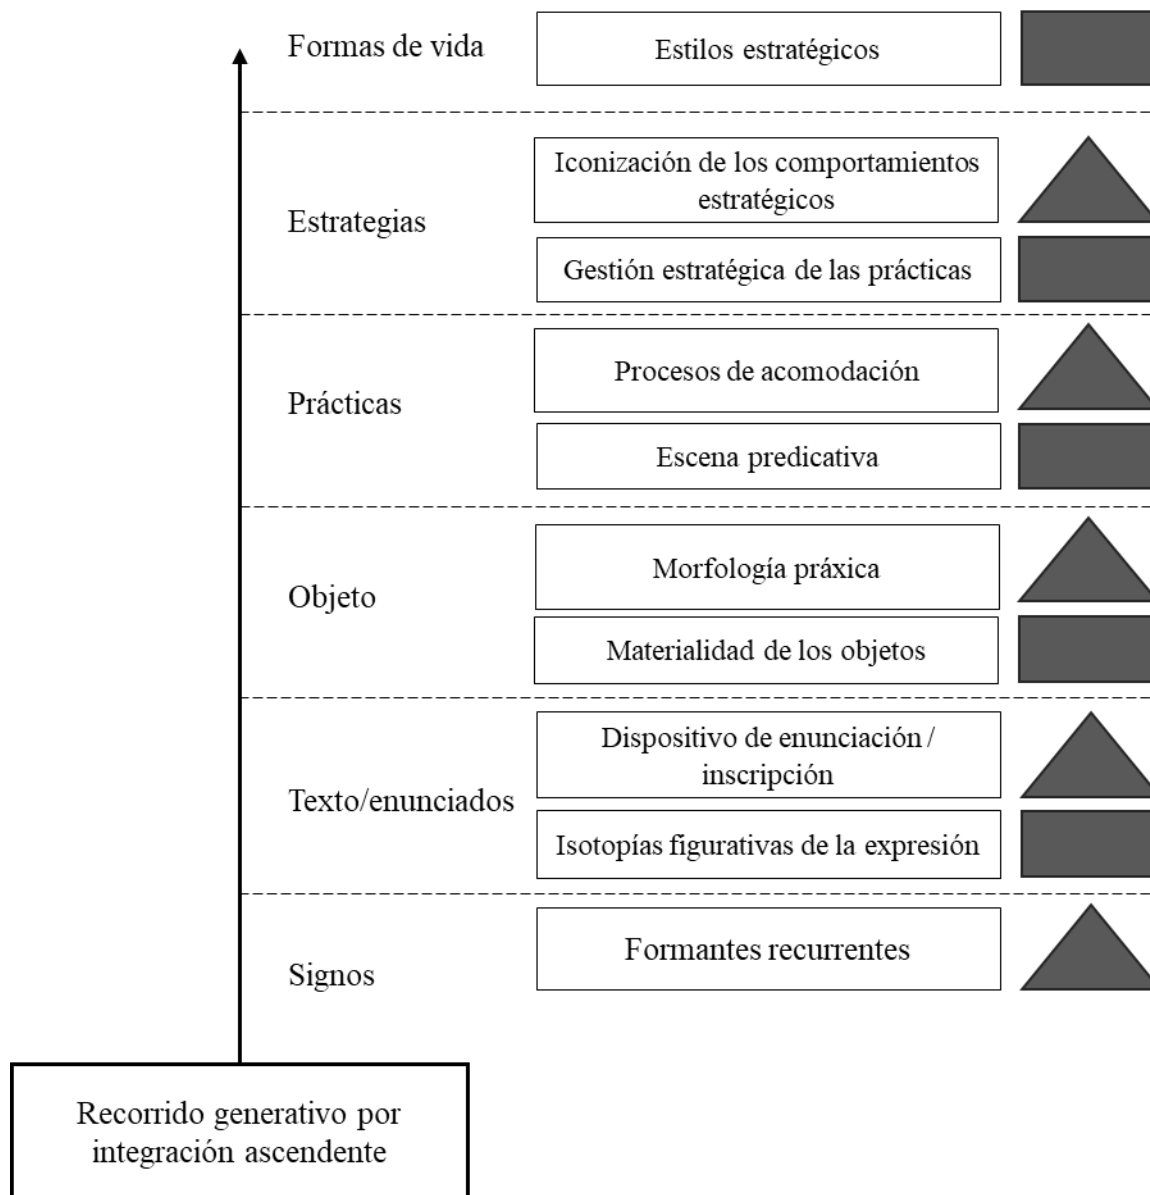 Formas de vida
Estilos estratégicos
Estrategias
Iconización de los comportamientos
estratégicos
Gestión estratégica de las prácticas
Prácticas
Procesos de acomodación
Escena predicativa
Objeto
Morfología práxica
Materialidad de los objetos
Texto/enunciados
Dispositivo de enunciación /
inscripción
Isotopías figurativas de la expresión
Signos
Formantes recurrentes
Recorrido generativo por
integración ascendente